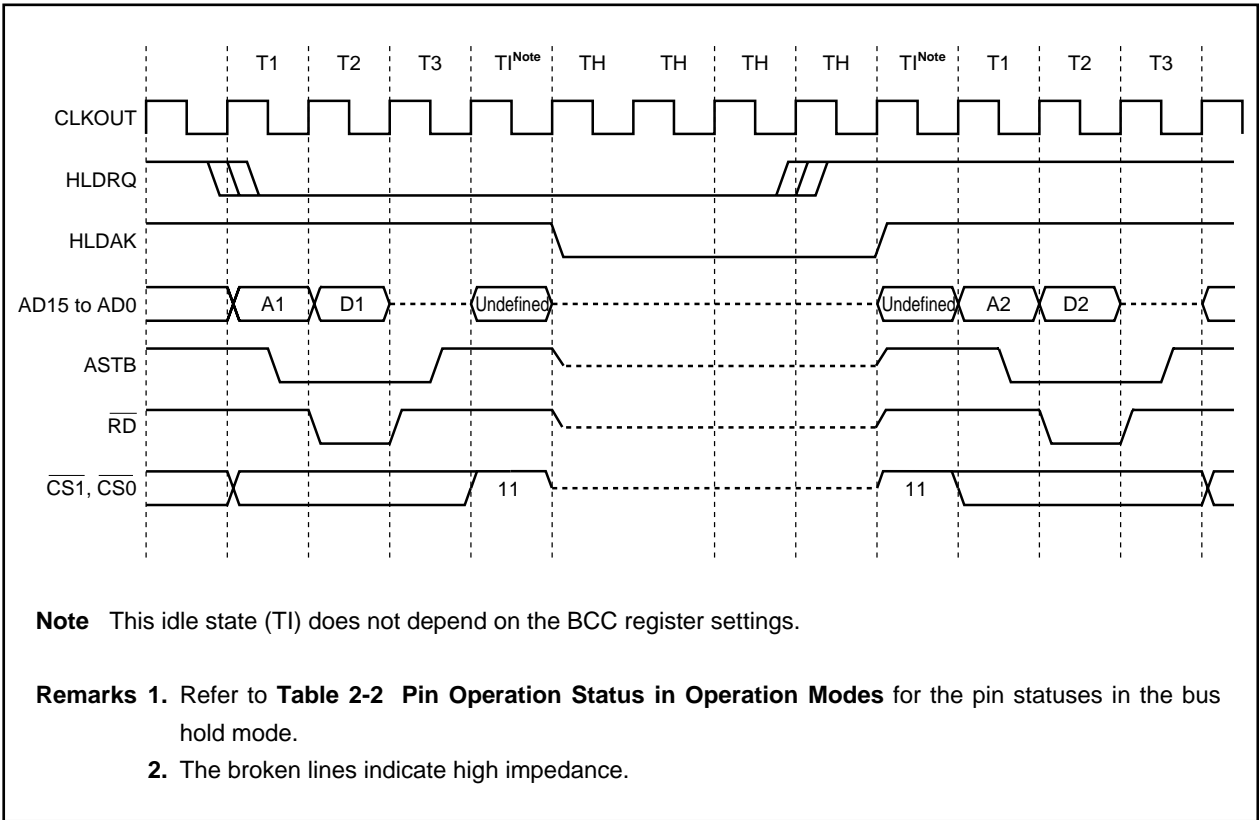 T1 T2 T3 TINote TH TH TH TH TINote T1 T2 T3
CLKOUT
HLDRQ
HLDAK
AD15 to AD0 A1 D1 Undefined Undefined A2 D2
ASTB
RD
CS1, CS0 11 11
Note This idle state (TI) does not depend on the BCC register settings.
Remarks 1. Refer to Table 2-2 Pin Operation Status in Operation Modes for the pin statuses in the bus
hold mode.
2. The broken lines indicate high impedance.